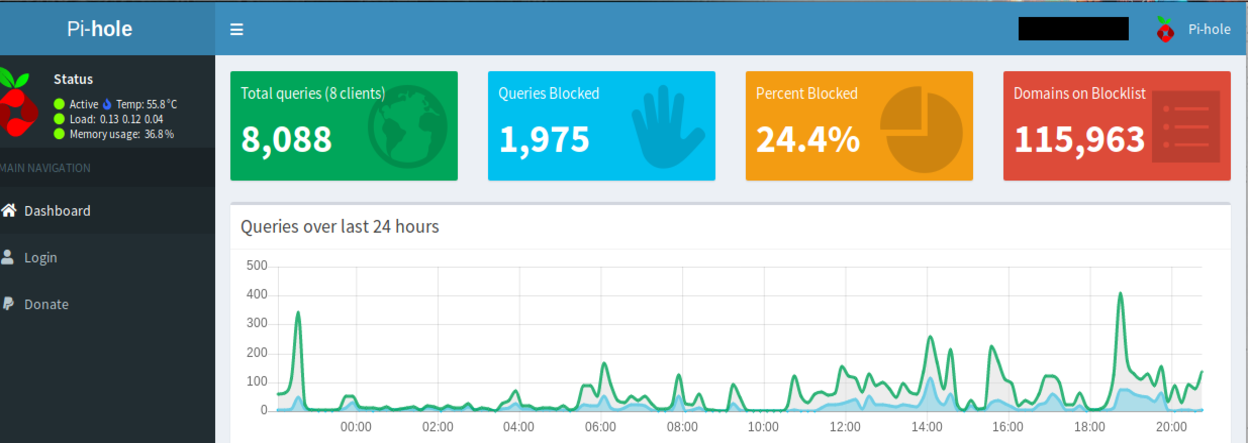 Pi-hole
Pi-hole
Status
Active Temp: 55.8 °C
Load: 0.13 0.12 0.04
Memory usage: 36.8 %
MAIN NAVIGATION
Dashboard
Login
Donate
Total queries (8 clients)
8,088
Queries Blocked
1,975
Percent Blocked
24.4%
Domains on Blocklist
115,963
Queries over last 24 hours
500
400
300
200
100
0
00:00 02:00 04:00 06:00 08:00 10:00 12:00 14:00 16:00 18:00 20:00